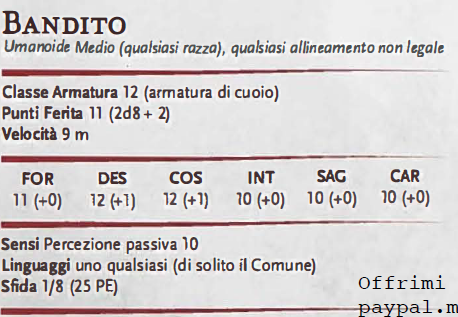 BANDITO
Umanoide Medio (qualsiasi razza), qualsiasi allineamento non legale
Classe Armatura 12 (armatura di cuoio)
Punti Ferita 11 (2d8 + 2)
Velocità 9 m
FOR DES COS INT SAG CAR
11 (+0) 12 (+1) 12 (+1) 10 (+0) 10 (+0) 10 (+0)
Sensi Percezione passiva 10
Linguaggi uno qualsiasi (di solito il Comune)
Sfida 1/8 (25 PE)
Offrimi
paypal.m